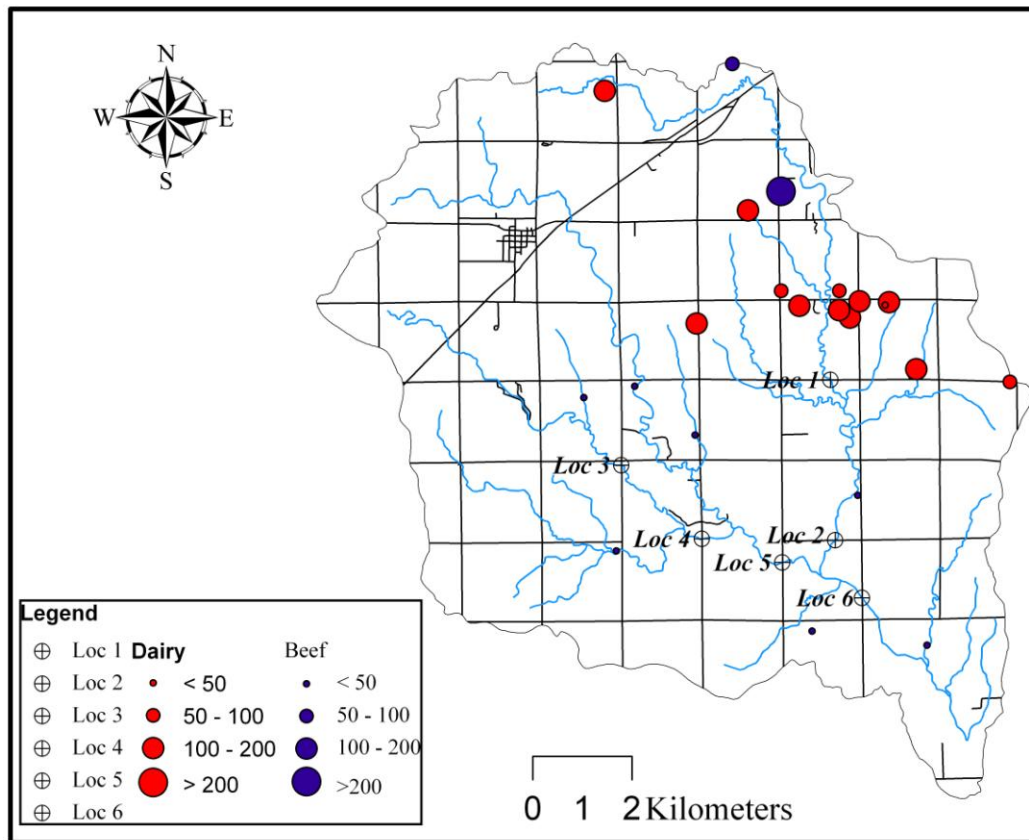 N
W E
S
Loc 1
Loc 3
Loc 4
Loc 2
Loc 5
Loc 6
Legend
Loc 1 Dairy Beef
Loc 2 < 50 < 50
Loc 3 50 - 100 50 - 100
Loc 4 100 - 200 100 - 200
Loc 5 > 200 >200
Loc 6
0 1 2 Kilometers